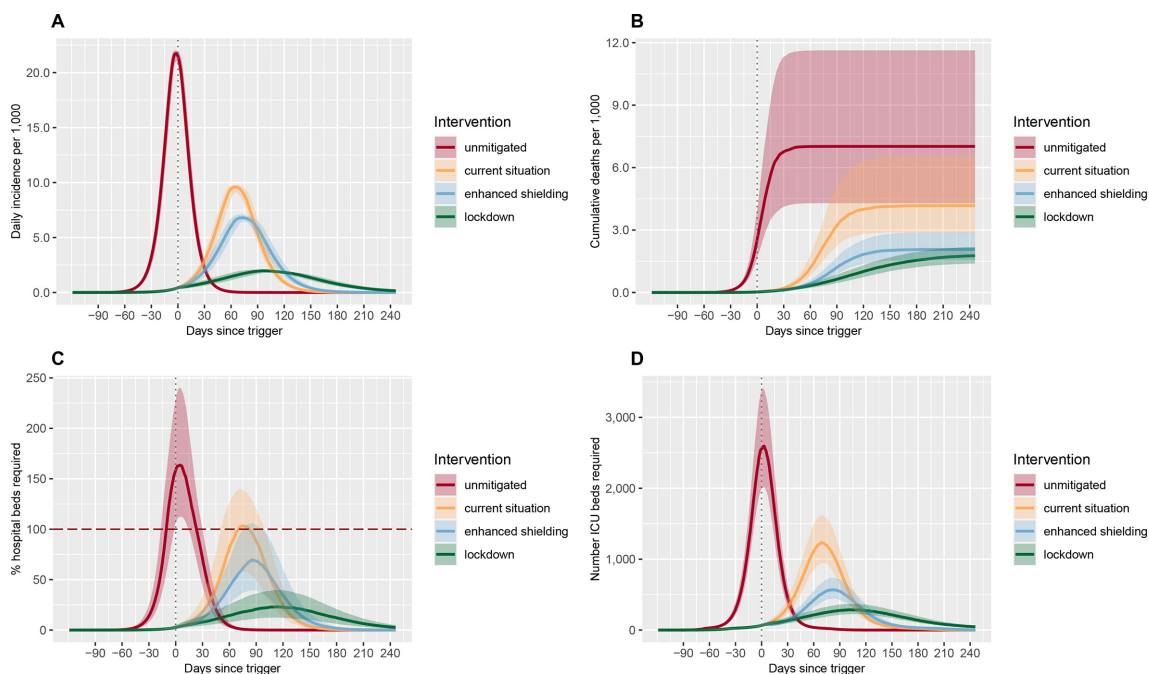 A
Daily incidence per 1,000
20.0
15.0
10.0
5.0
0.0
−90 −60 −30 0 30 60 90 120 150 180 210 240
Days since trigger
Intervention
unmitigated
current situation
enhanced shielding
lockdown
B
Cumulative deaths per 1,000
12.0
9.0
6.0
3.0
0.0
−90 −60 −30 0 30 60 90 120 150 180 210 240
Days since trigger
Intervention
unmitigated
current situation
enhanced shielding
lockdown
C
% hospital beds required
250
200
150
100
50
0
−90 −60 −30 0 30 60 90 120 150 180 210 240
Days since trigger
Intervention
unmitigated
current situation
enhanced shielding
lockdown
D
Number ICU beds required
3,000
2,000
1,000
0
−90 −60 −30 0 30 60 90 120 150 180 210 240
Days since trigger
Intervention
unmitigated
current situation
enhanced shielding
lockdown